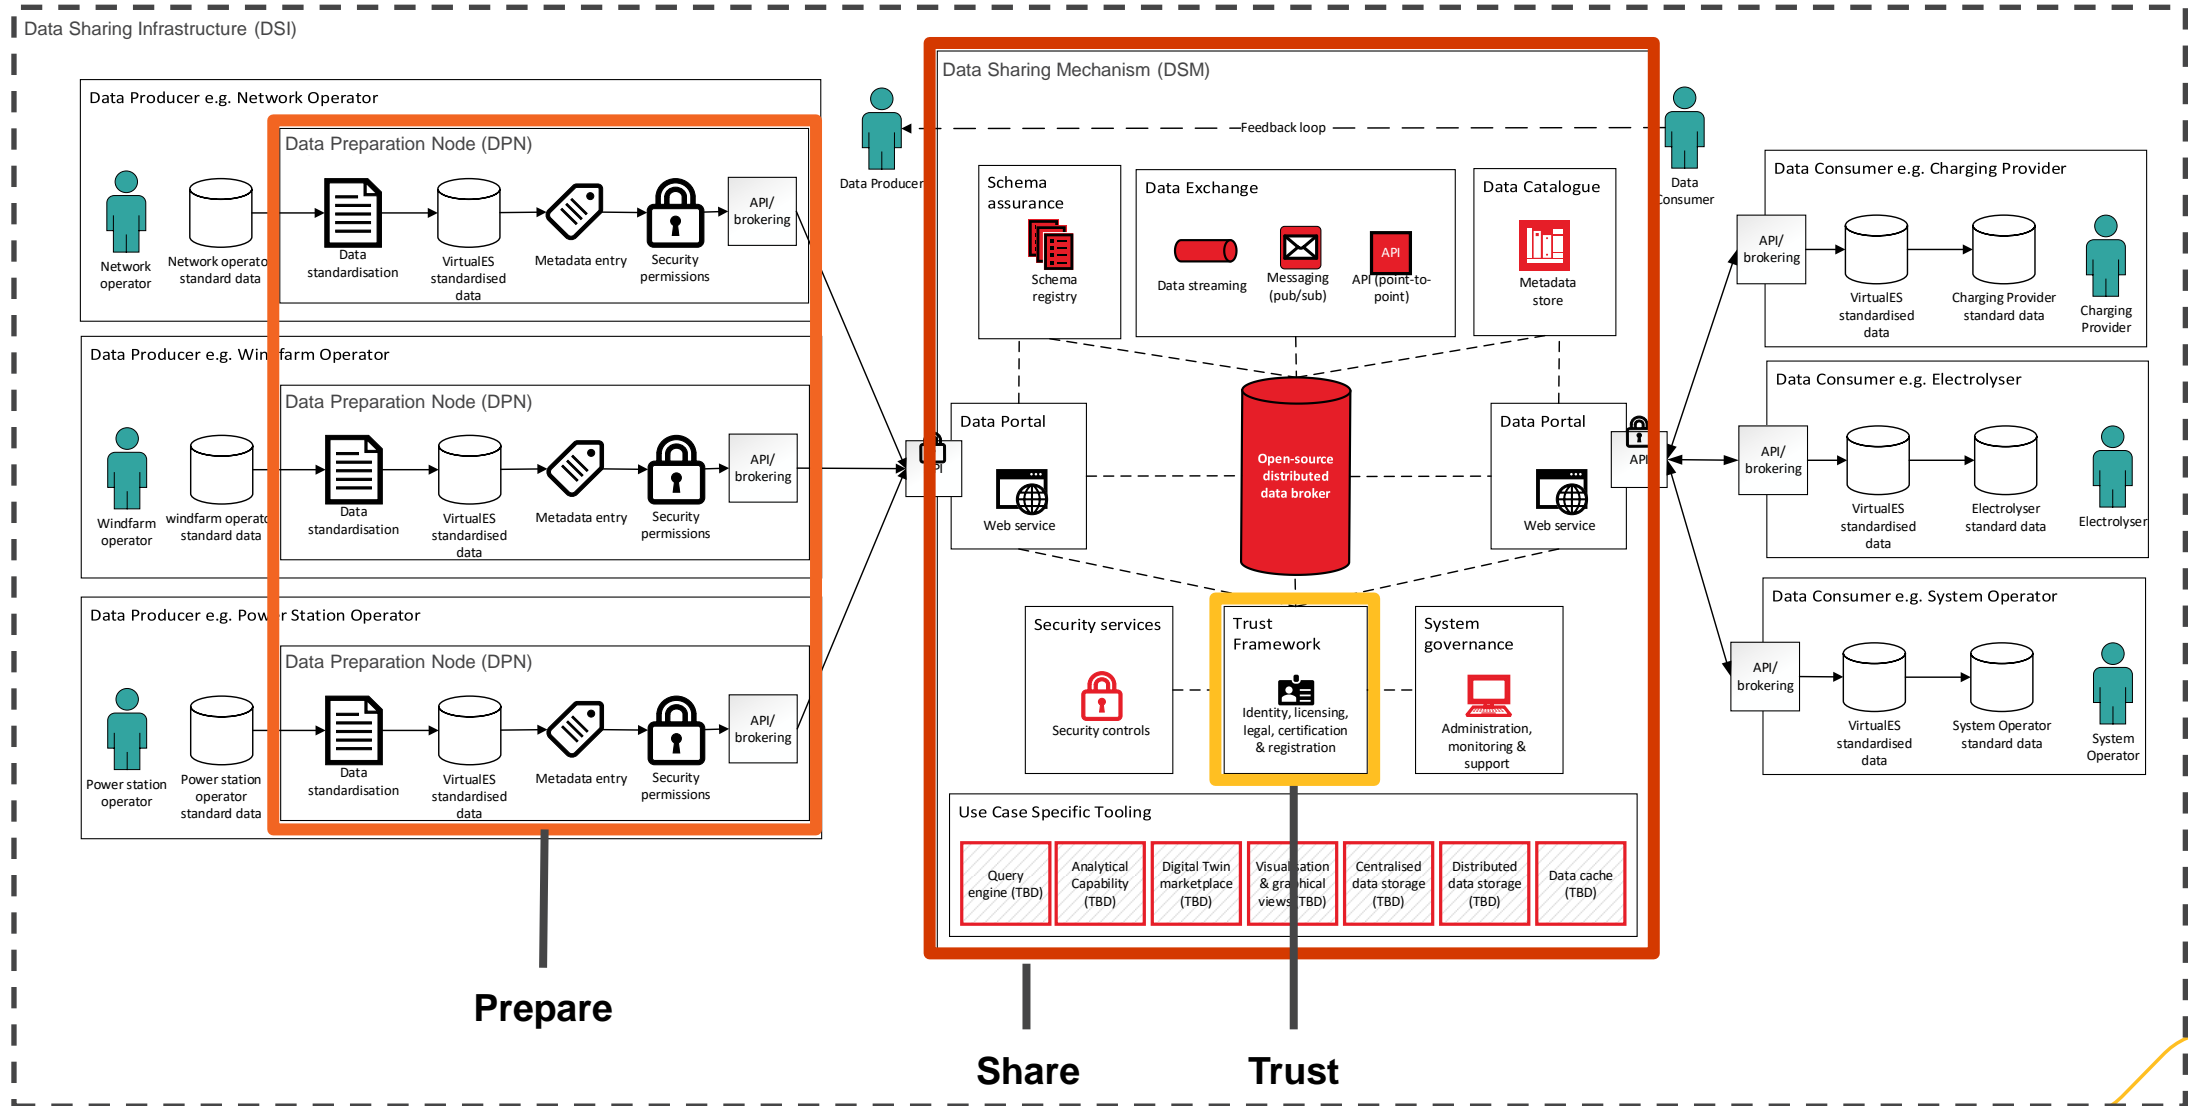 Data Sharing Infrastructure (DSI)
Data Producer e.g. Network Operator
Data Preparation Node (DPN)
Network
operator
Network operato
standard data
Data
standardisation
VirtualES
standardised
data
Metadata entry
Security
permissions
API/
brokering
Data Producer e.g. Windfarm Operator
Data Preparation Node (DPN)
Windfarm
operator
windfarm operato
standard data
Data
standardisation
VirtualES
standardised
data
Metadata entry
Security
permissions
API/
brokering
Data Producer e.g. Power Station Operator
Data Preparation Node (DPN)
Power station
operator
Power station
operator
standard data
Data
standardisation
VirtualES
standardised
data
Metadata entry
Security
permissions
API/
brokering
Prepare
Data Producer
Data Sharing Mechanism (DSM)
Feedback loop
Data
Consumer
Schema
assurance
Schema
registry
Data Exchange
Data streaming
Messaging
(pub/sub)
API
API (point-to-
point)
Data Catalogue
Metadata
store
API
Data Portal
Web service
Open-source
distributed
data broker
Data Portal
Web service
API
Security services
Security controls
Trust
Framework
Identity, licensing,
legal, certification
& registration
System
governance
Administration,
monitoring &
support
Use Case Specific Tooling
Query
engine (TBD)
Analytical
Capability
(TBD)
Digital Twin
marketplace
(TBD)
Visualisation
& graphical
views (TBD)
Centralised
data storage
(TBD)
Distributed
data storage
(TBD)
Data cache
(TBD)
Share
Trust
Data Consumer e.g. Charging Provider
API/
brokering
VirtualES
standardised
data
Charging Provider
standard data
Charging
Provider
Data Consumer e.g. Electrolyser
API/
brokering
VirtualES
standardised
data
Electrolyser
standard data
Electrolyser
Data Consumer e.g. System Operator
API/
brokering
VirtualES
standardised
data
System Operator
standard data
System
Operator